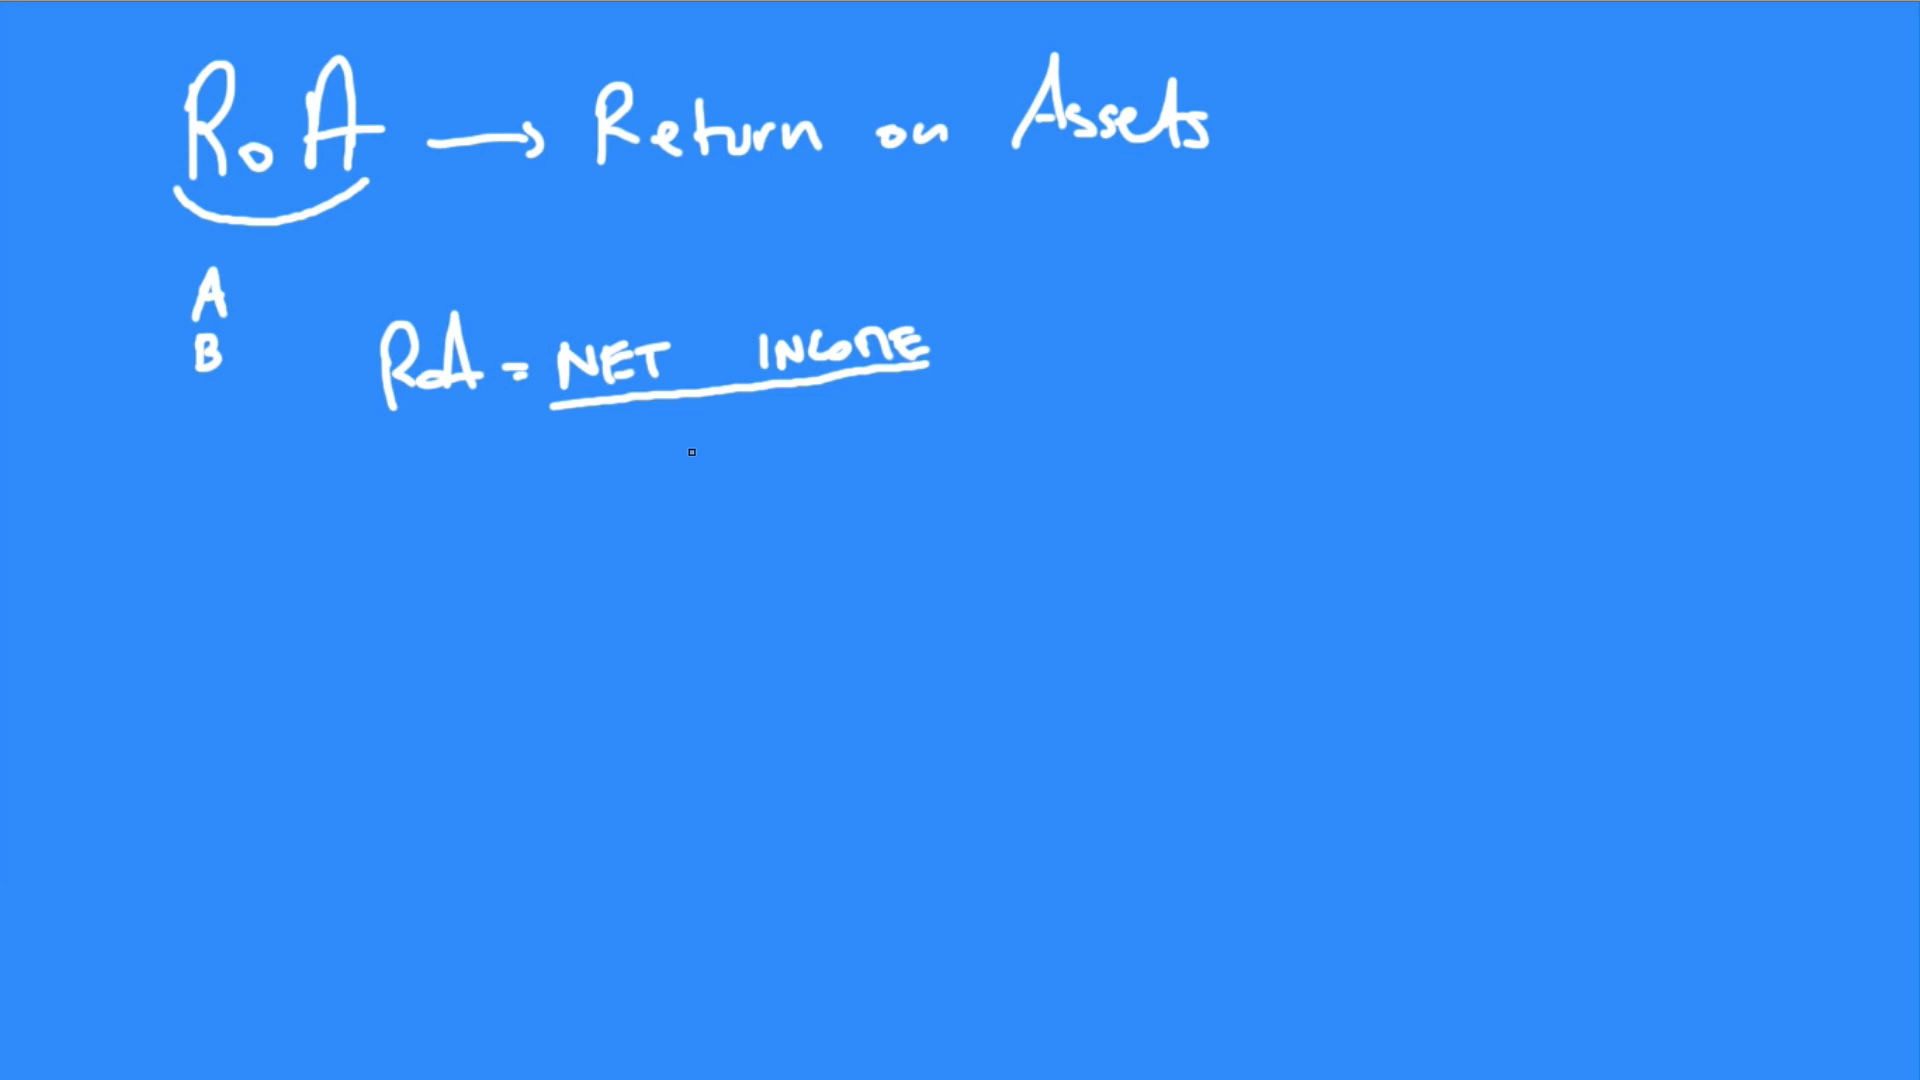 RoA → Return on Assets
A
B
RoA = NET INCOME